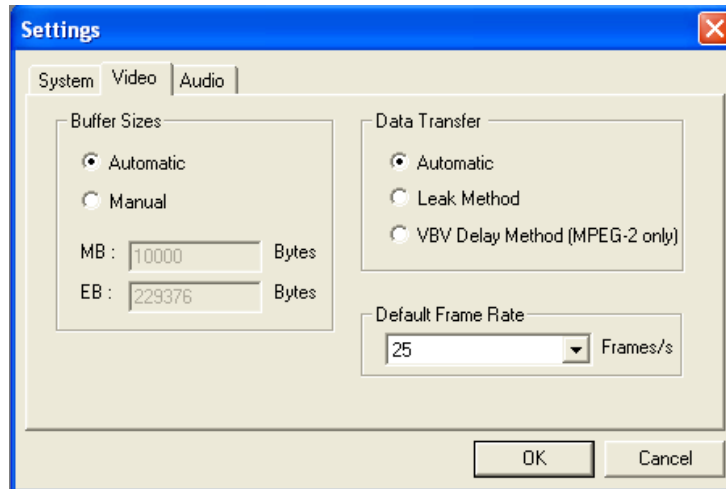 Settings
System Video Audio
Buffer Sizes
Automatic
Manual
MB : 10000 Bytes
EB : 229376 Bytes
Data Transfer
Automatic
Leak Method
VBV Delay Method (MPEG-2 only)
Default Frame Rate
25 Frames/s
OK Cancel